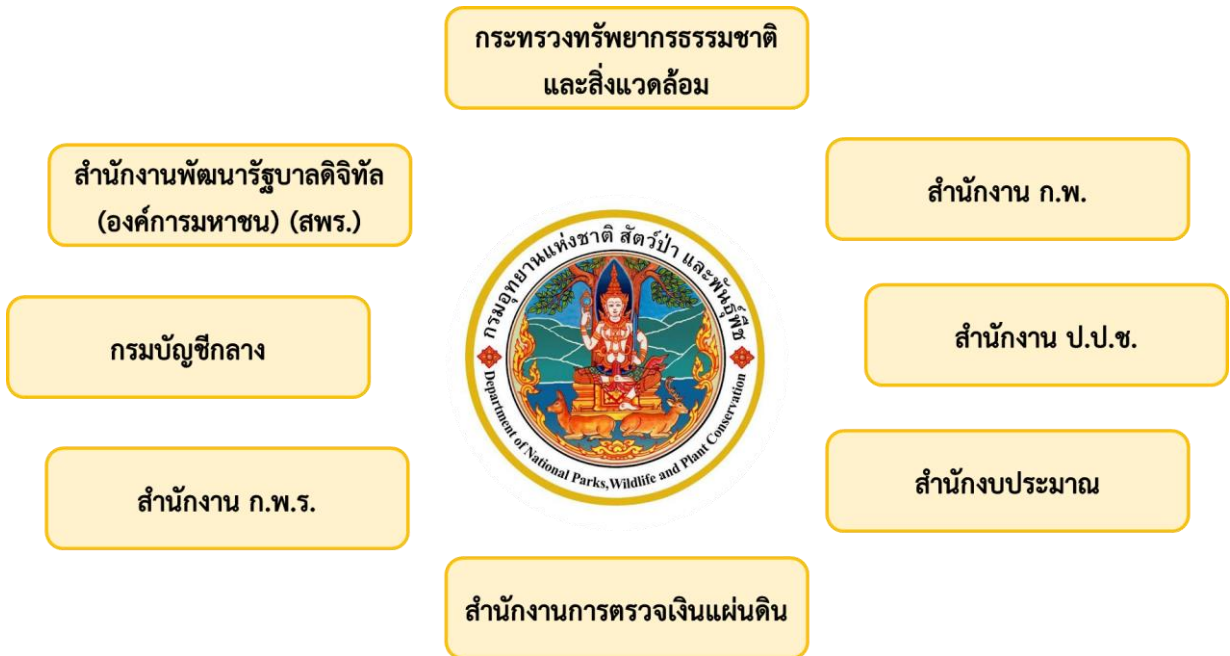 กระทรวงทรัพยากรธรรมชาติ
และสิ่งแวดล้อม
สำนักงานพัฒนารัฐบาลดิจิทัล
(องค์การมหาชน) (สพร.)
สำนักงาน ก.พ.
กรมอุทยานแห่งชาติ สัตว์ป่า และพันธุ์พืช
Department of National Parks, Wildlife and Plant Conservation
กรมบัญชีกลาง
สำนักงาน ป.ป.ช.
สำนักงาน ก.พ.ร.
สำนักงบประมาณ
สำนักงานการตรวจเงินแผ่นดิน